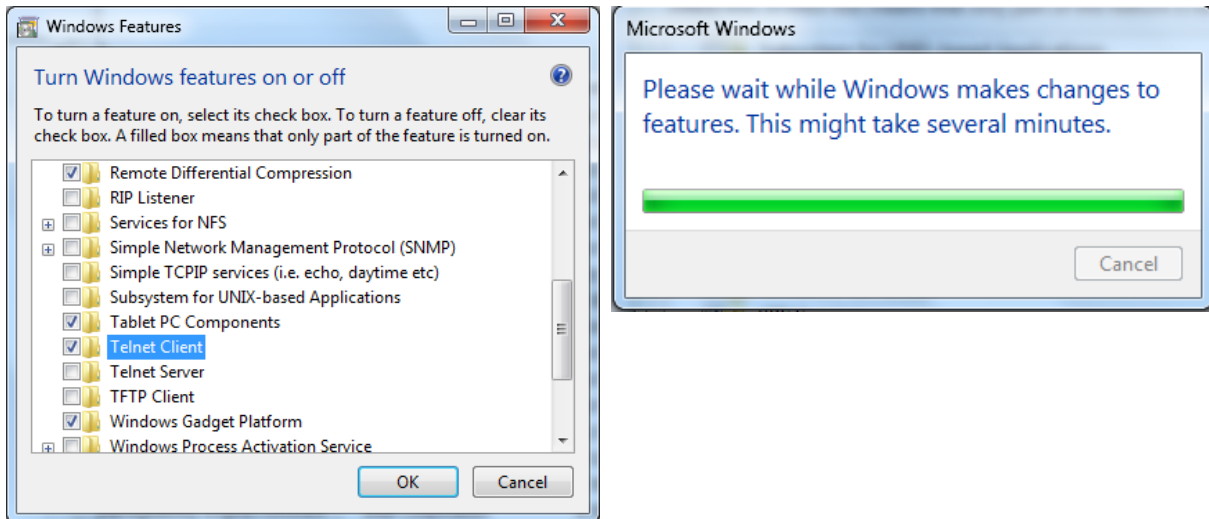 Windows Features
Turn Windows features on or off
To turn a feature on, select its check box. To turn a feature off, clear its
check box. A filled box means that only part of the feature is turned on.
Remote Differential Compression
RIP Listener
Services for NFS
Simple Network Management Protocol (SNMP)
Simple TCPIP services (i.e. echo, daytime etc)
Subsystem for UNIX-based Applications
Tablet PC Components
Telnet Client
Telnet Server
TFTP Client
Windows Gadget Platform
Windows Process Activation Service
OK
Cancel
Microsoft Windows
Please wait while Windows makes changes to
features. This might take several minutes.
Cancel